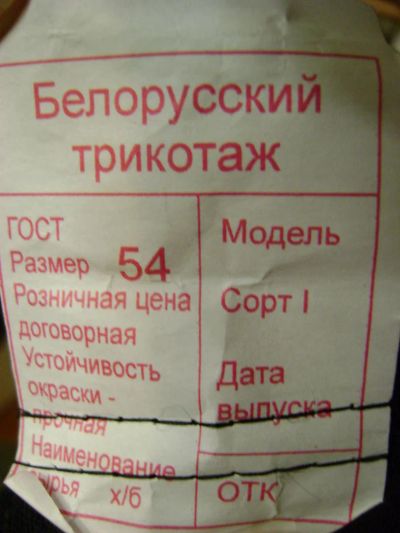 Белорусский
трикотаж
ГОСТ
Размер 54
Розничная цена
договорная
Устойчивость
окраски -
прочная
Наименование
сырья х/б
Модель
Сорт I
Дата
выпуска
ОТК